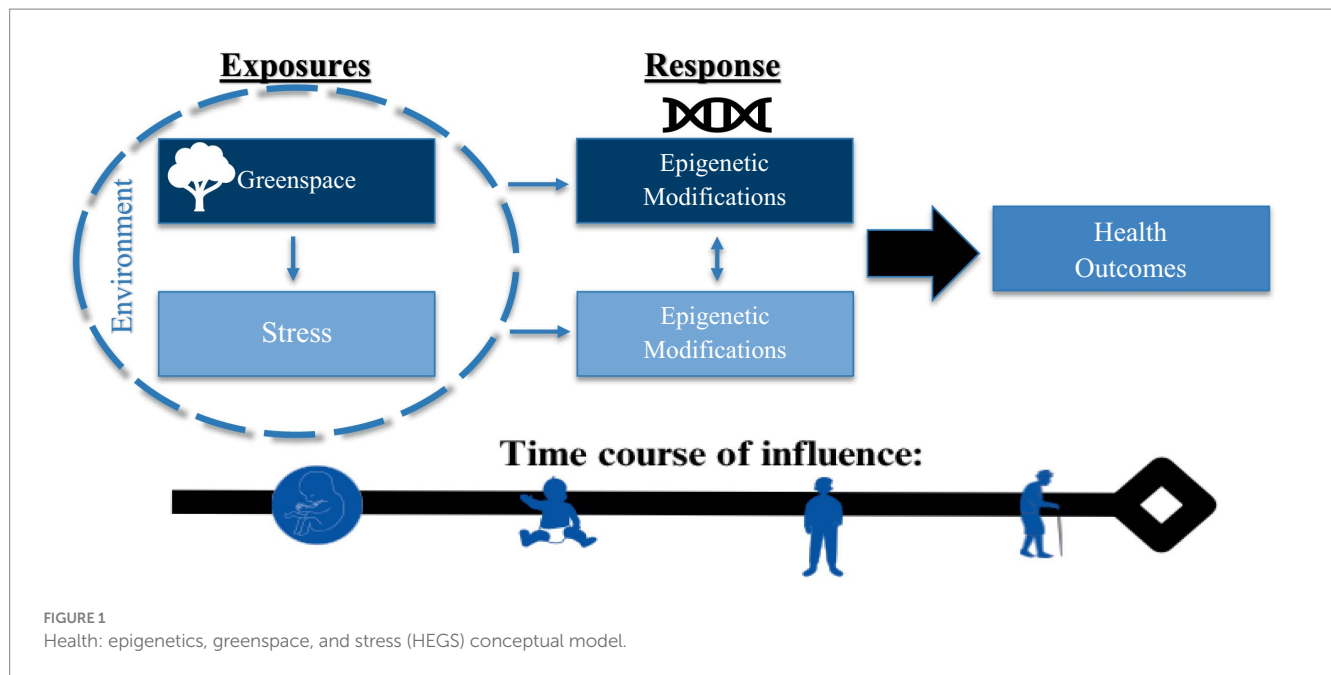 Exposures
Response
Environment
Greenspace
Epigenetic
Modifications
Stress
Epigenetic
Modifications
Health
Outcomes
Time course of influence:
FIGURE 1
Health: epigenetics, greenspace, and stress (HEGS) conceptual model.